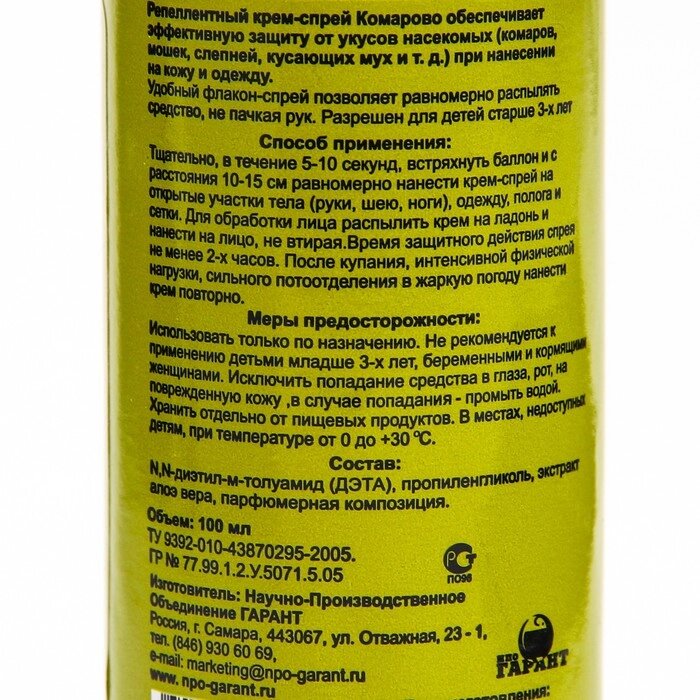 Репеллентный крем-спрей Комарово обеспечивает
эффективную защиту от укусов насекомых (комаров,
мошек, слепней, кусающих мух и т. д.) при нанесении
на кожу и одежду.
Удобный флакон-спрей позволяет равномерно распылять
средство, не пачкая рук. Разрешен для детей старше 3-х лет
Способ применения:
Тщательно, в течение 5-10 секунд, встряхнуть баллон и с
расстояния 10-15 см равномерно нанести крем-спрей на
открытые участки тела (руки, шею, ноги), одежду, полога и
сетки. Для обработки лица распылить крем на ладонь и
нанести на лицо, не втирая.Время защитного действия спрея
не менее 2-х часов. После купания, интенсивной физической
нагрузки, сильного потоотделения в жаркую погоду нанести
крем повторно.
Меры предосторожности:
Использовать только по назначению. Не рекомендуется к
применению детьми младше 3-х лет, беременными и кормящими
женщинами. Исключить попадание средства в глаза, рот, на
поврежденную кожу ,в случае попадания - промыть водой.
Хранить отдельно от пищевых продуктов. В местах, недоступных
детям, при температуре от 0 до +30 °С.
Состав:
N,N-диэтил-м-толуамид (ДЭТА), пропиленгликоль, экстракт
алоэ вера, парфюмерная композиция.
Объем: 100 мл
ТУ 9392-010-43870295-2005.
ГР № 77.99.1.2.У.5071.5.05
РСТ
ПО96
Изготовитель: Научно-Производственное
Объединение ГАРАНТ
Россия, г. Самара, 443067, ул. Отважная, 23 - 1,
тел. (846) 930 60 69,
e-mail: marketing@npo-garant.ru
www. npo-garant.ru
НПО
ГАРАНТ